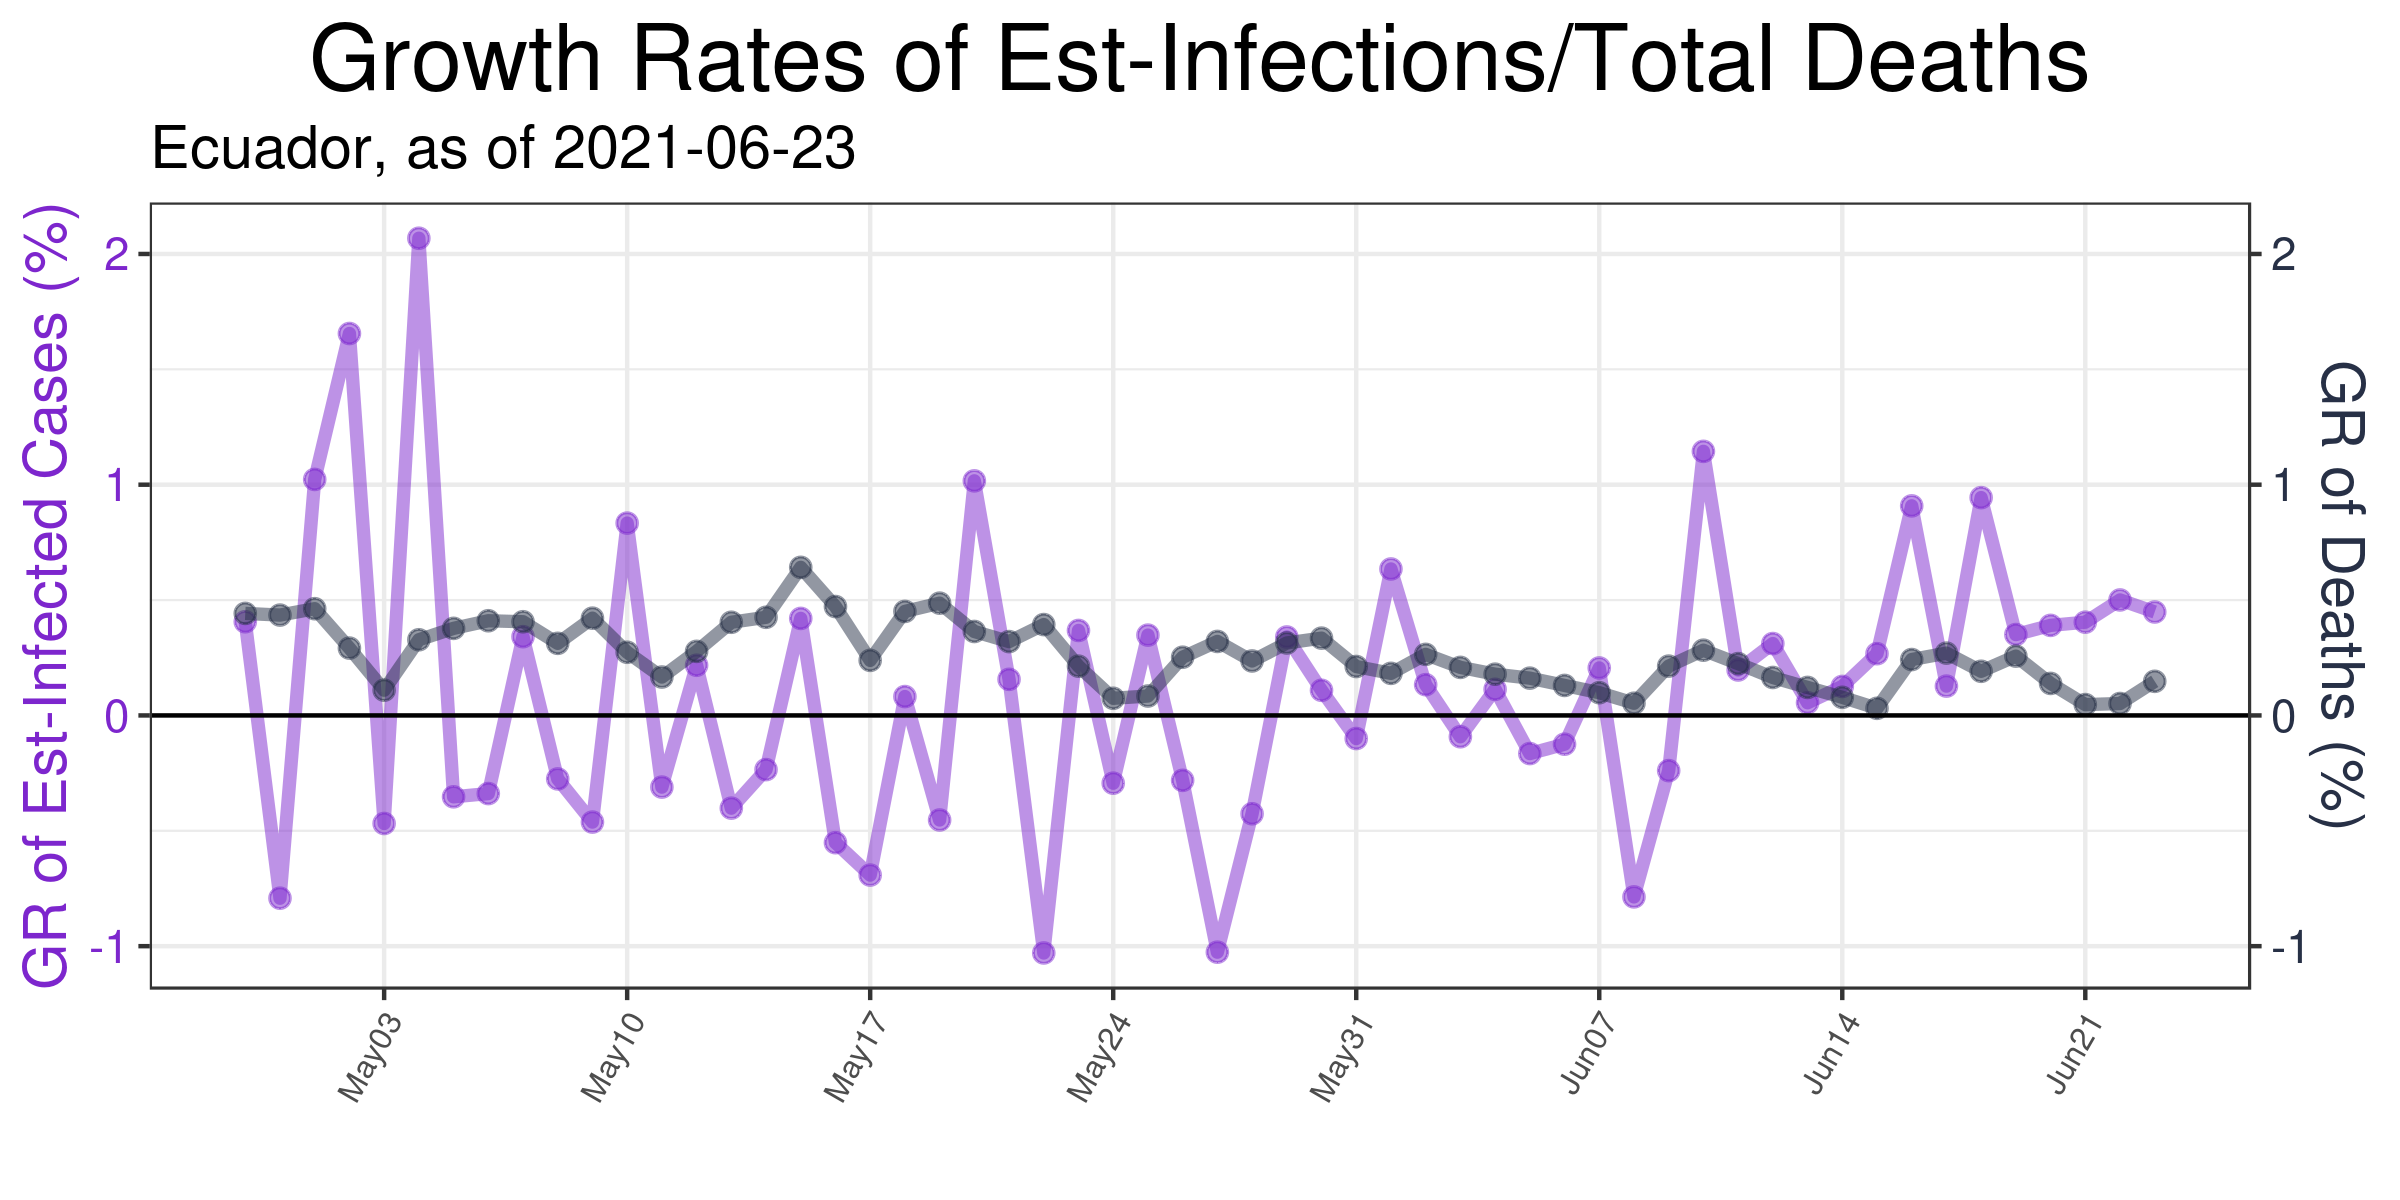 Growth Rates of Est-Infections/Total Deaths
Ecuador, as of 2021-06-23
GR of Est-Infected Cases (%)
2
1
0
-1
2
1
0
-1
GR of Deaths (%)
May03
May10
May17
May24
May31
Jun07
Jun14
Jun21